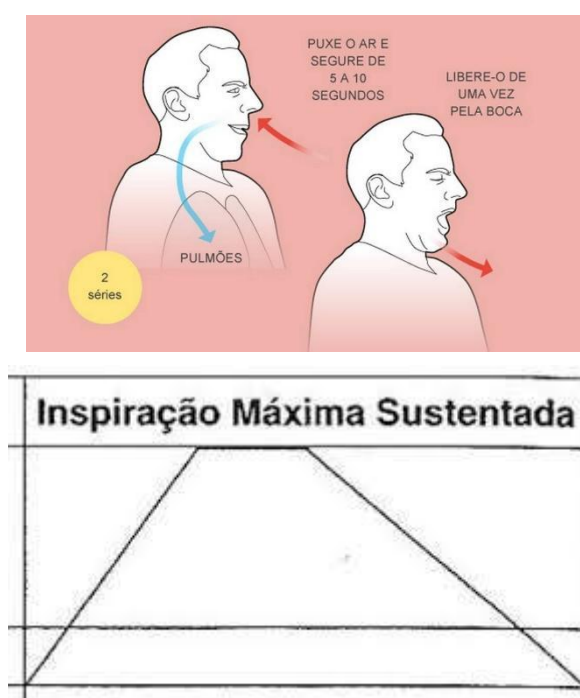 PUXE O AR E
SEGURE DE
5 A 10
SEGUNDOS
LIBERE-O DE
UMA VEZ
PELA BOCA
PULMÕES
2
séries
Inspiração Máxima Sustentada